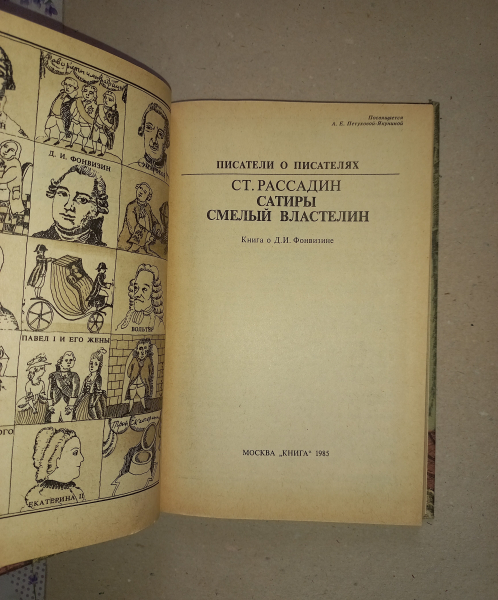 Д. И. ФОНВИЗИН
ВОЛЬТЕР
ПАВЕЛ I И ЕГО ЖЕНЫ
ЕКАТЕРИНА II
Посвящается
ПИСАТЕЛИ О ПИСАТЕЛЯХ
СТ. РАССАДИН
САТИРЫ
СМЕЛЫЙ ВЛАСТЕЛИН
Книга о Д.И. Фонвизине
МОСКВА „КНИГА" 1985